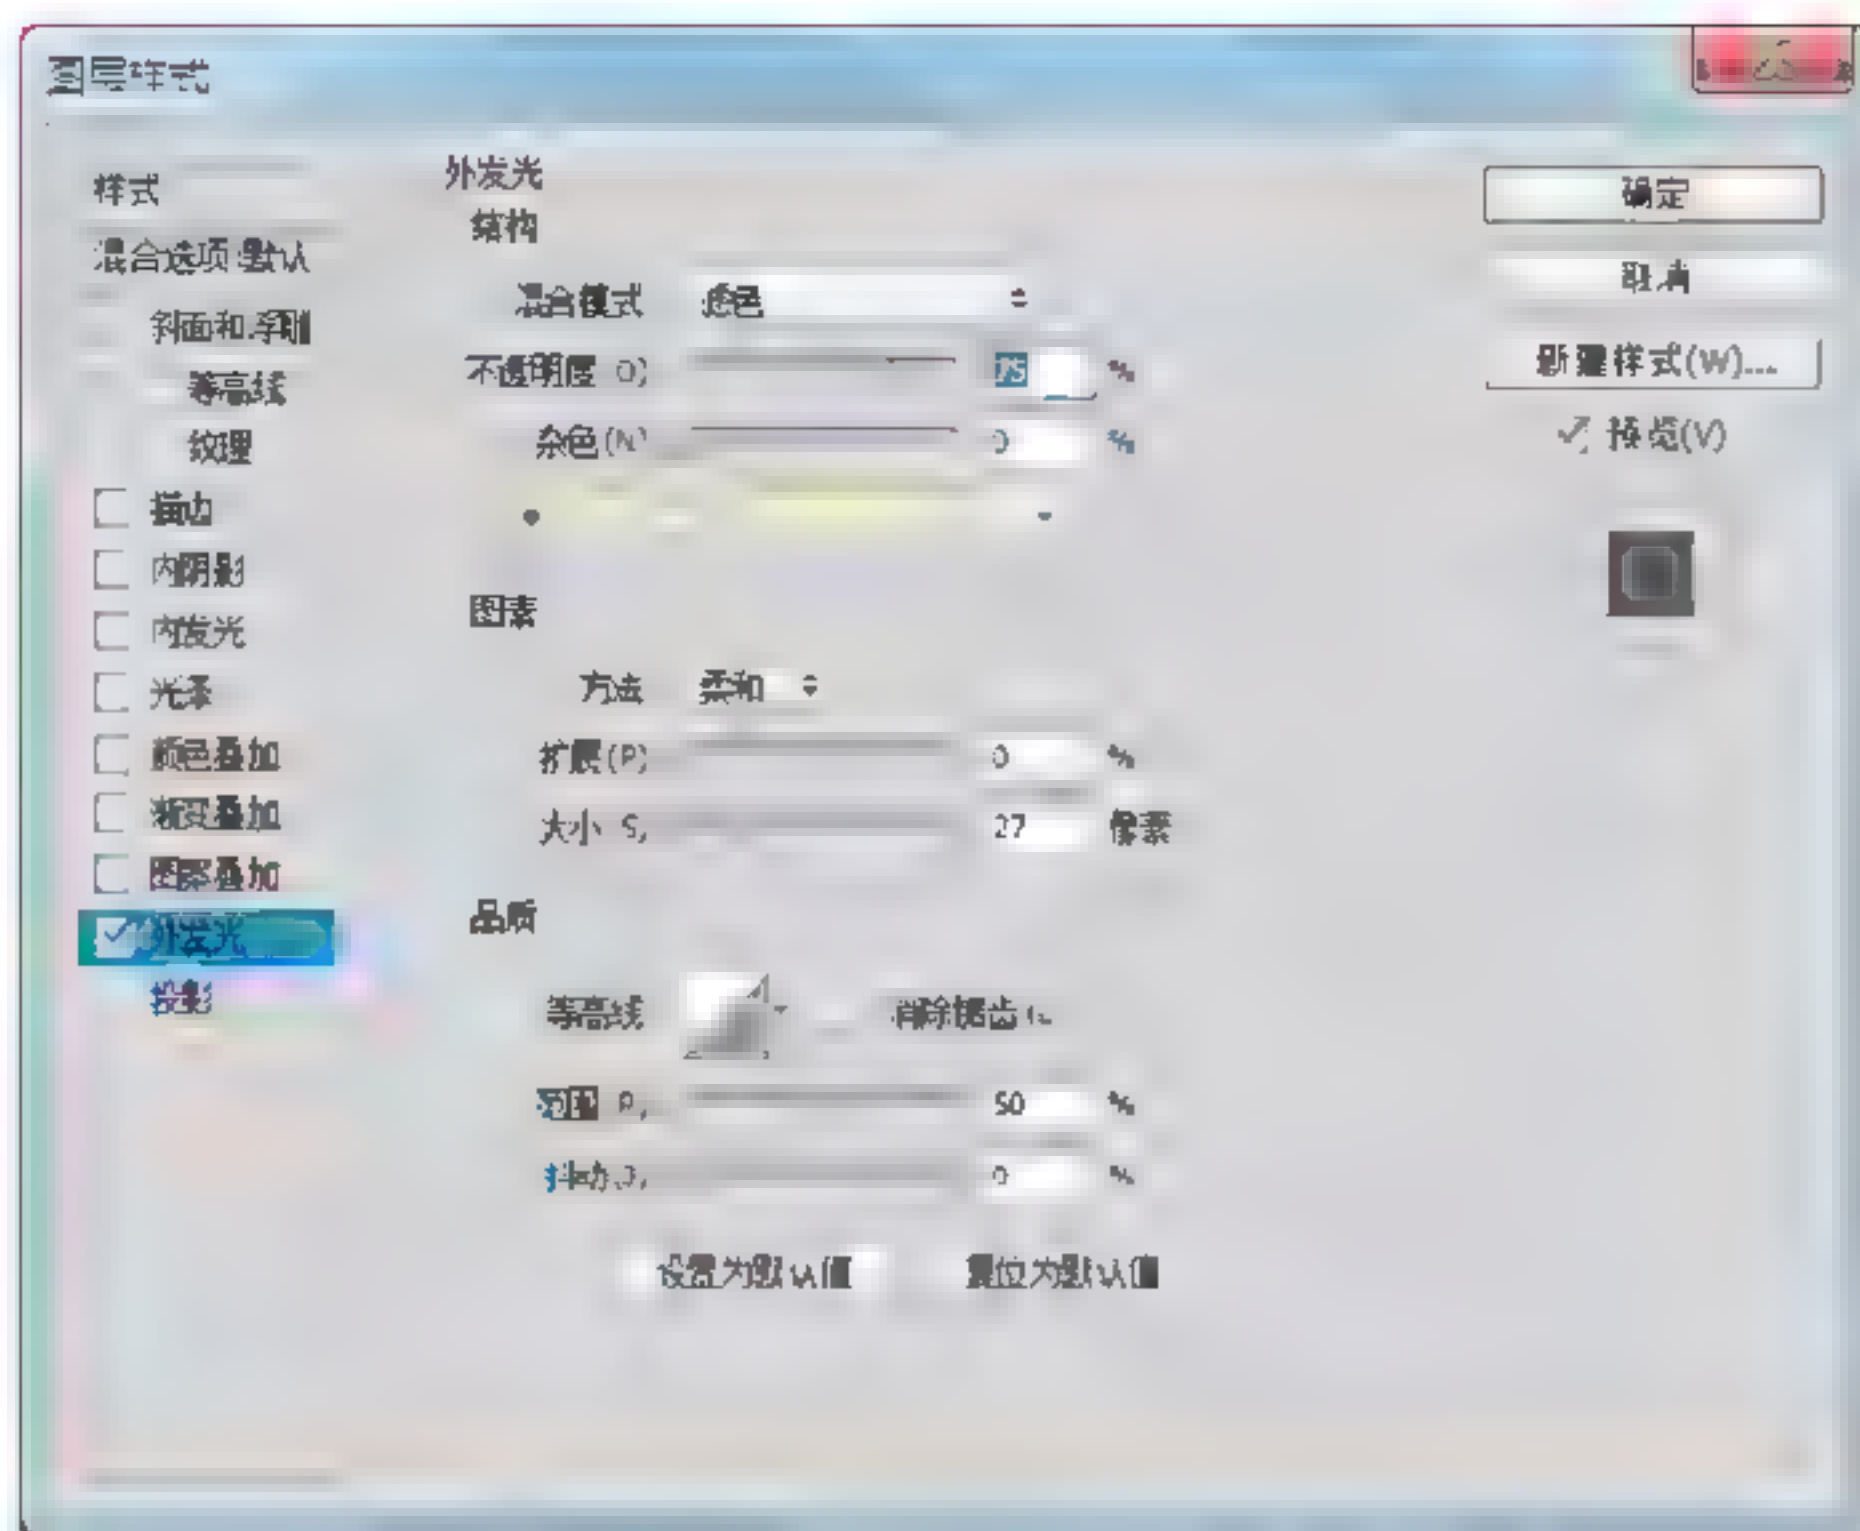 图层样式
样式
混合选项:默认
斜面和浮雕
等高线
纹理
描边
内阴影
内发光
光泽
颜色叠加
渐变叠加
图案叠加
外发光
投影
外发光
结构
混合模式 滤色
不透明度(O) 75 %
杂色(N) 0 %
图素
方法 柔和
扩展(P) 0 %
大小(S) 27 像素
品质
等高线 消除锯齿(L
范围(R) 50 %
抖动(J) 0 %
设置为默认值 复位为默认值
确定
取消
新建样式(W)...
预览(V)